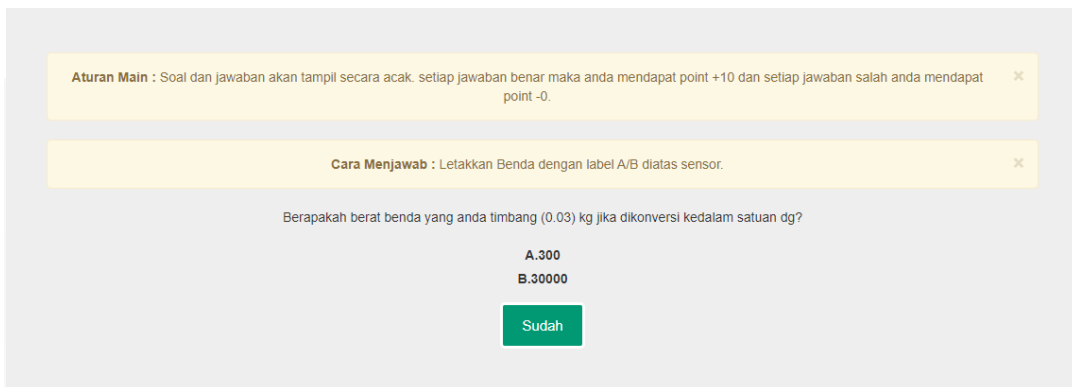 Aturan Main : Soal dan jawaban akan tampil secara acak. setiap jawaban benar maka anda mendapat point +10 dan setiap jawaban salah anda mendapat
point -0.
×
Cara Menjawab : Letakkan Benda dengan label A/B diatas sensor.
×
Berapakah berat benda yang anda timbang (0.03) kg jika dikonversi kedalam satuan dg?
A.300
B.30000
Sudah